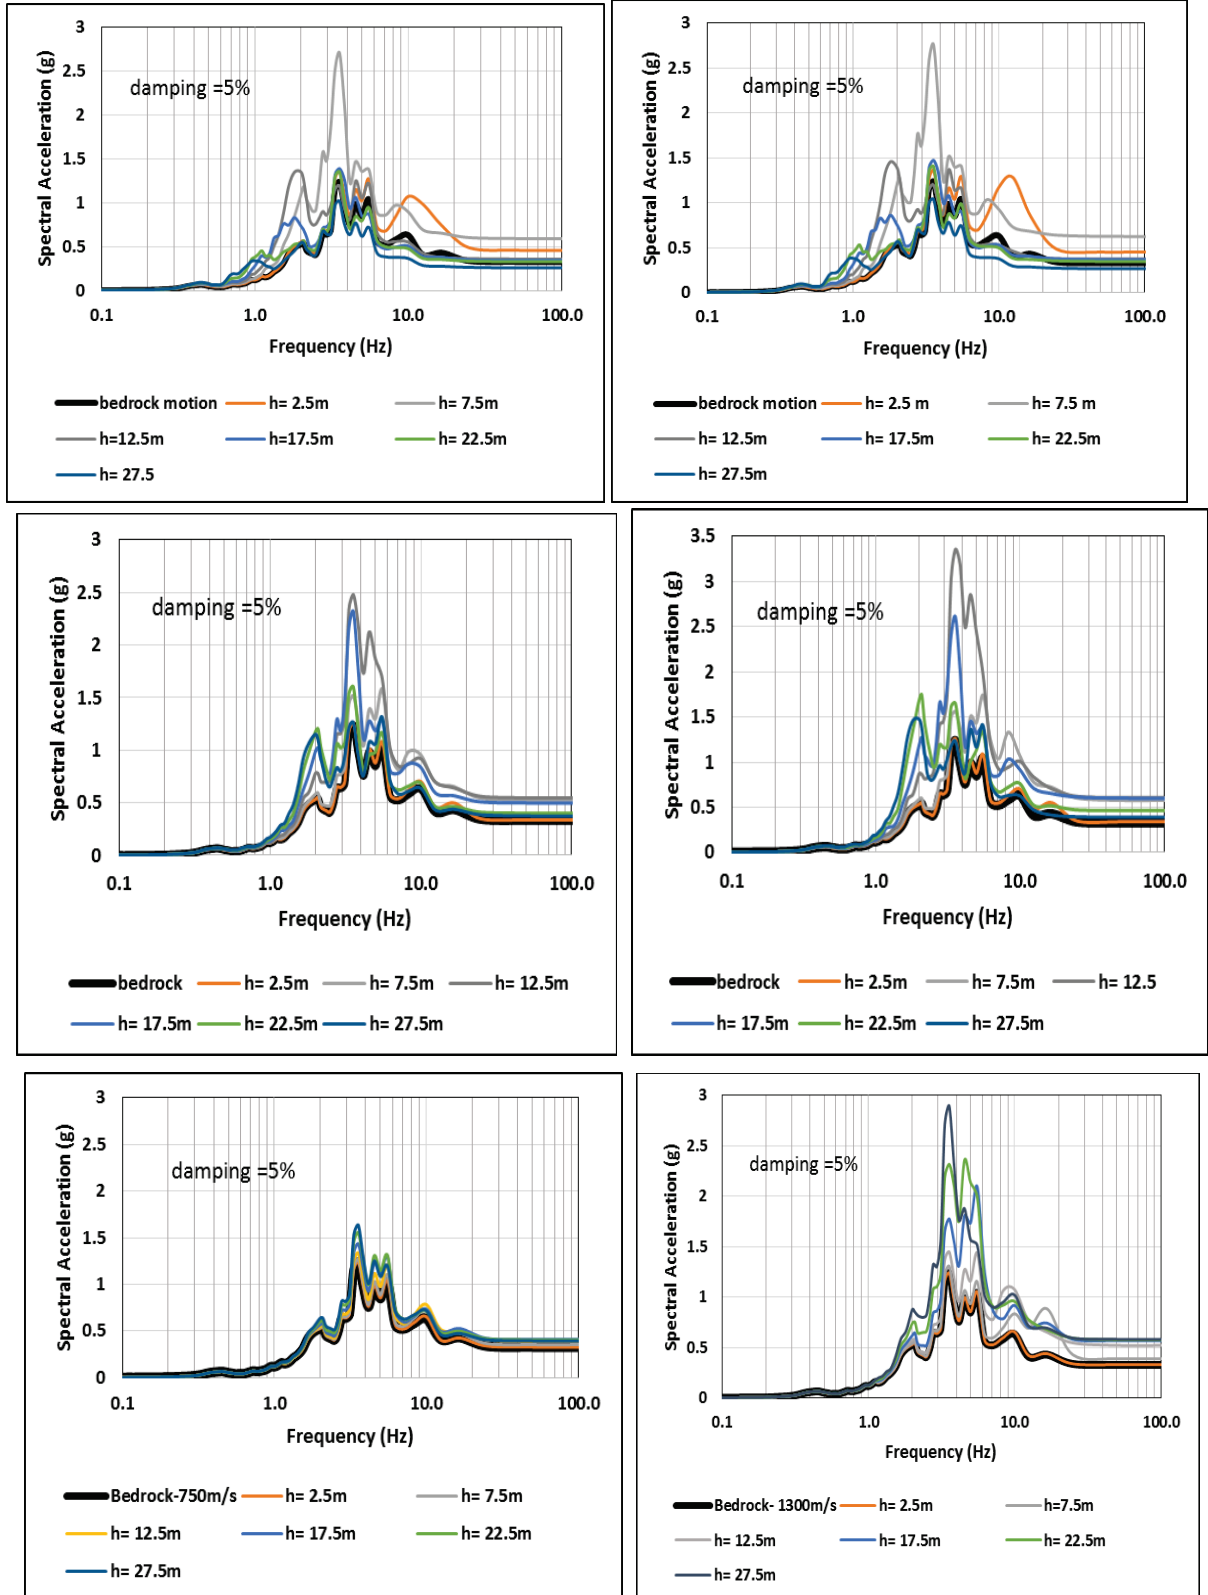 3
2.5
2
1.5
1
0.5
0
Spectral Acceleration (g)
damping =5%
0.1 1.0 10.0 100.0
Frequency (Hz)
bedrock motion h= 2.5m h= 7.5m
h=12.5m h=17.5m h= 22.5m
h= 27.5
3
2.5
2
1.5
1
0.5
0
Spectral Acceleration (g)
damping =5%
0.1 1.0 10.0 100.0
Frequency (Hz)
bedrock motion h= 2.5 m h= 7.5 m
h= 12.5m h= 17.5m h= 22.5m
h= 27.5m
3
2.5
2
1.5
1
0.5
0
Spectral Acceleration (g)
damping =5%
0.1 1.0 10.0 100.0
Frequency (Hz)
bedrock h= 2.5m h= 7.5m h= 12.5m
h= 17.5m h= 22.5m h= 27.5m
3.5
3
2.5
2
1.5
1
0.5
0
Spectral Acceleration (g)
damping =5%
0.1 1.0 10.0 100.0
Frequency (Hz)
bedrock h= 2.5m h= 7.5m h= 12.5
h= 17.5m h= 22.5m h= 27.5m
3
2.5
2
1.5
1
0.5
0
Spectral Acceleration (g)
damping =5%
0.1 1.0 10.0 100.0
Frequency (Hz)
Bedrock-750m/s h= 2.5m h= 7.5m
h= 12.5m h= 17.5m h= 22.5m
h= 27.5m
3
2.5
2
1.5
1
0.5
0
Spectral Acceleration (g)
damping =5%
0.1 1.0 10.0 100.0
Frequency (Hz)
Bedrock- 1300m/s h= 2.5m h=7.5m
h= 12.5m h= 17.5m h= 22.5m
h= 27.5m